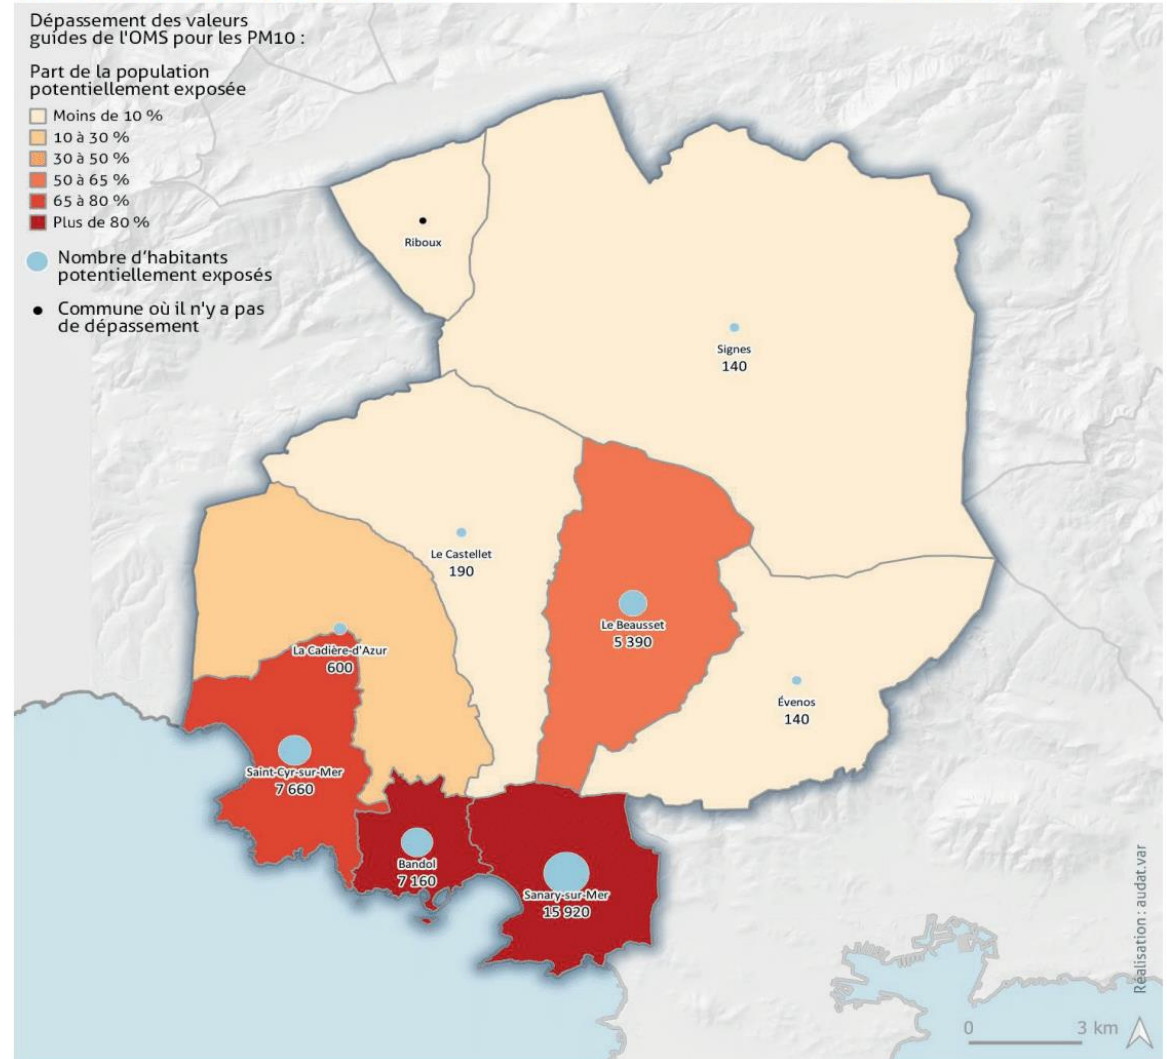 Dépassement des valeurs
guides de l'OMS pour les PM10 :
Part de la population
potentiellement exposée
Moins de 10 %
10 à 30 %
30 à 50 %
50 à 65 %
65 à 80 %
Plus de 80 %
Nombre d'habitants
potentiellement exposés
Commune où il n'y a pas
de dépassement
Riboux
Signes
140
Le Castellet
190
Le Beausset
5 390
La Cadière-d'Azur
600
Évenos
140
Saint-Cyr-sur-Mer
7 660
Bandol
7 160
Sanary-sur-Mer
15 920
Réalisation : audat.var
0 3 km